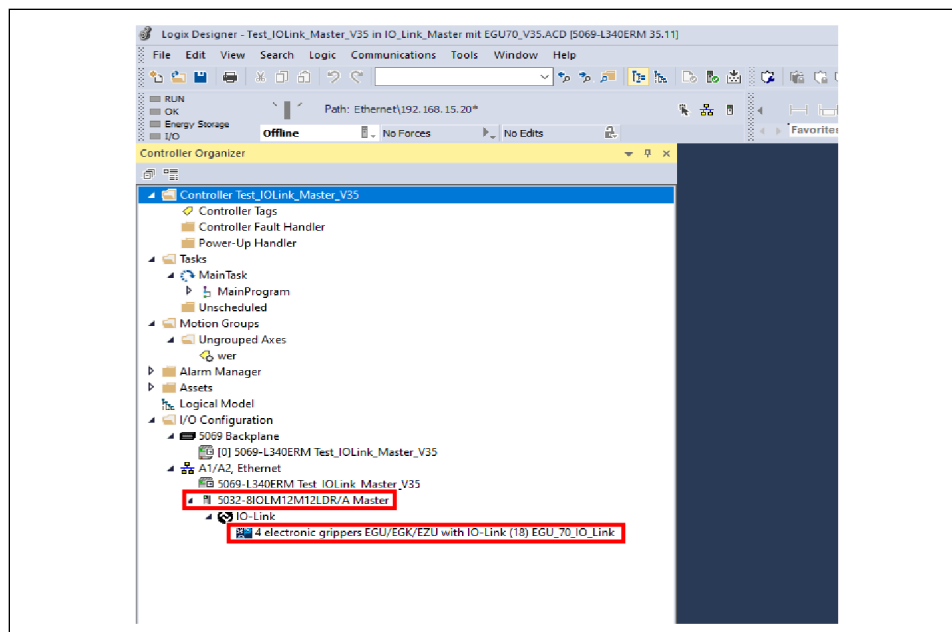 Logix Designer - Test_IOLink_Master_V35 in IO_Link_Master mit EGU70_V35.ACD [5069-L340ERM 35.11]
File Edit View Search Logic Communications Tools Window Help
RUN
OK
Energy Storage
I/O
Path: Ethernet\192.168.15.20*
Offline No Forces No Edits
Favorites
Controller Organizer
Controller Test_IOLink_Master_V35
Controller Tags
Controller Fault Handler
Power-Up Handler
Tasks
MainTask
MainProgram
Unscheduled
Motion Groups
Ungrouped Axes
wer
Alarm Manager
Assets
Logical Model
I/O Configuration
5069 Backplane
[0] 5069-L340ERM Test_IOLink_Master_V35
A1/A2, Ethernet
5069-L340ERM Test_IOLink_Master_V35
5032-8IOLM12M12LDR/A Master
IO-Link
4 electronic grippers EGU/EGK/EZU with IO-Link (18) EGU_70_IO_Link